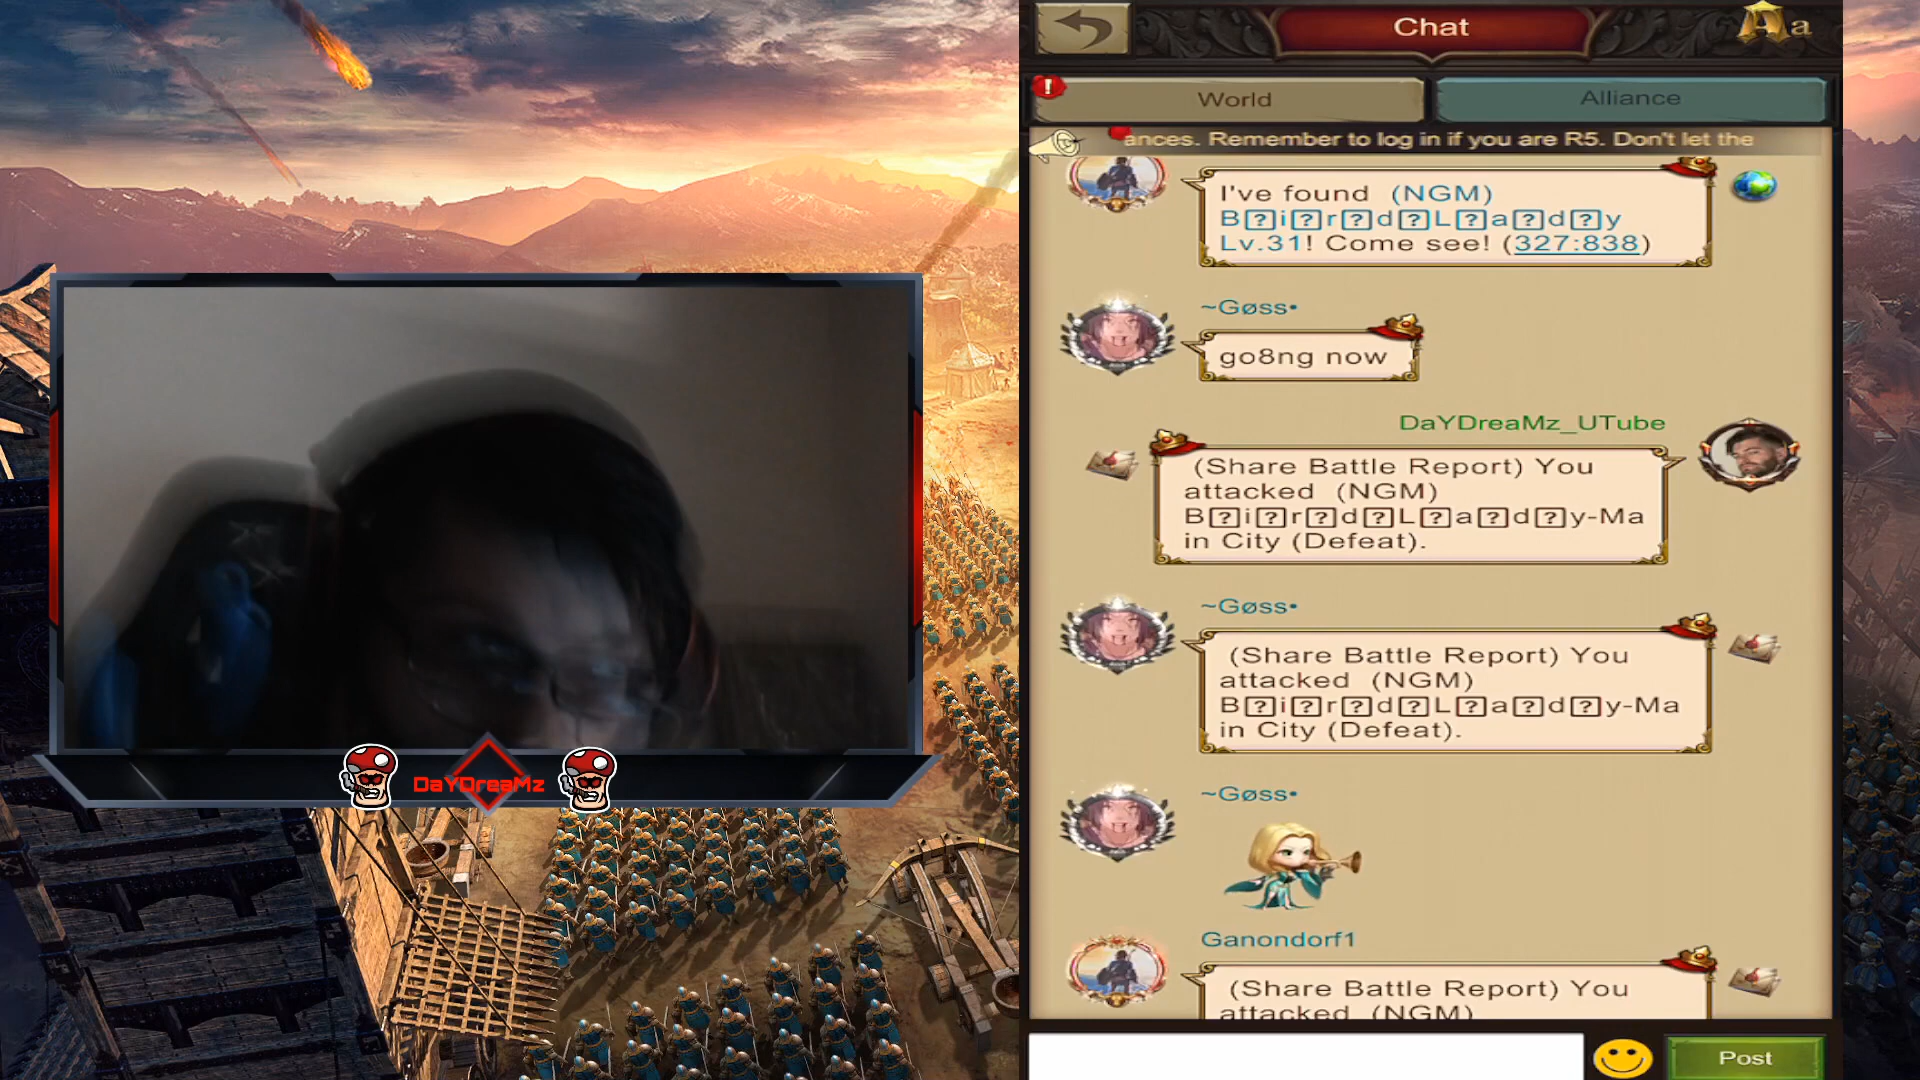 Chat
Aa
World
Alliance
ances. Remember to log in if you are R5. Don't let the
I've found (NGM)
B⍰i⍰r⍰d⍰L⍰a⍰d⍰y
Lv.31! Come see! (327:838)
~Gøss•
go8ng now
DaYDreaMz_UTube
(Share Battle Report) You
attacked (NGM)
B⍰i⍰r⍰d⍰L⍰a⍰d⍰y-Ma
in City (Defeat).
~Gøss•
(Share Battle Report) You
attacked (NGM)
B⍰i⍰r⍰d⍰L⍰a⍰d⍰y-Ma
in City (Defeat).
~Gøss•
Ganondorf1
(Share Battle Report) You
attacked (NGM)
Post
DaYDreaMz